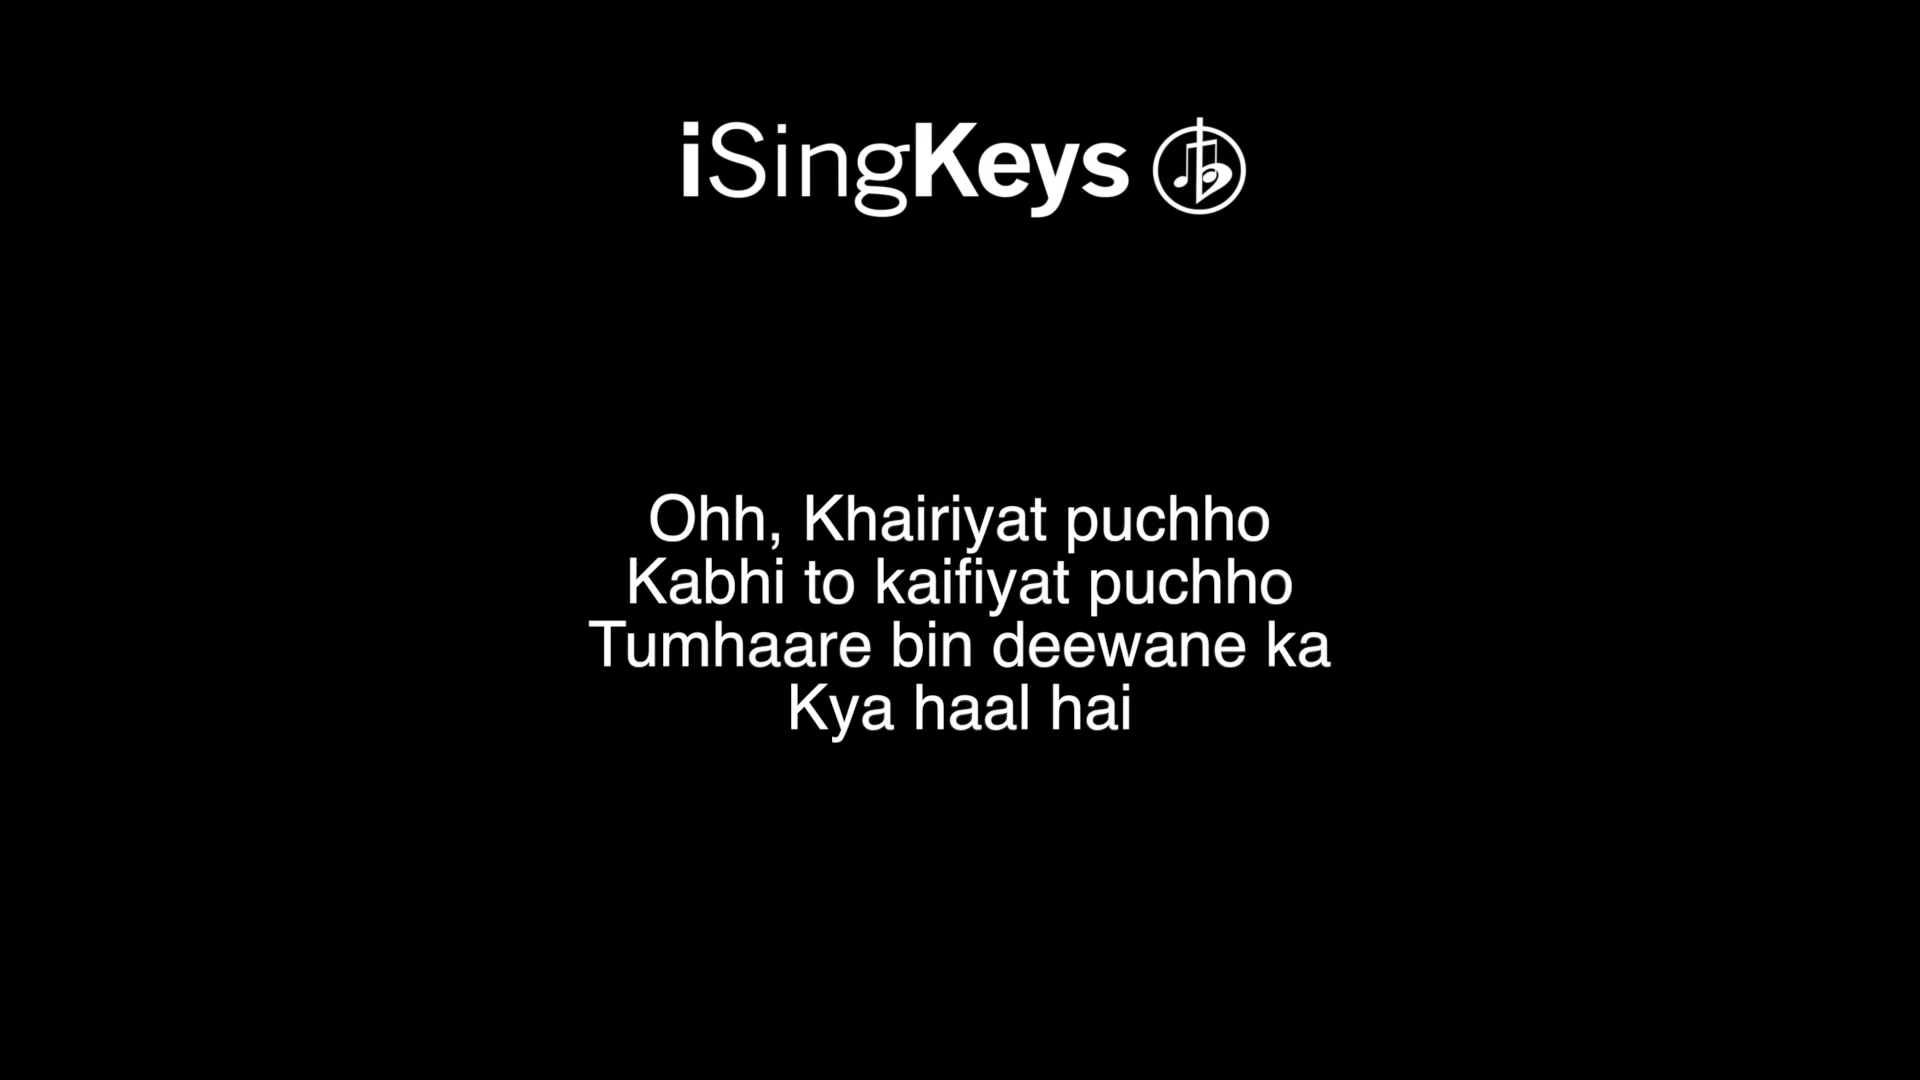 iSingKeys
Ohh, Khairiyat puchho
Kabhi to kaifiyat puchho
Tumhaare bin deewane ka
Kya haal hai